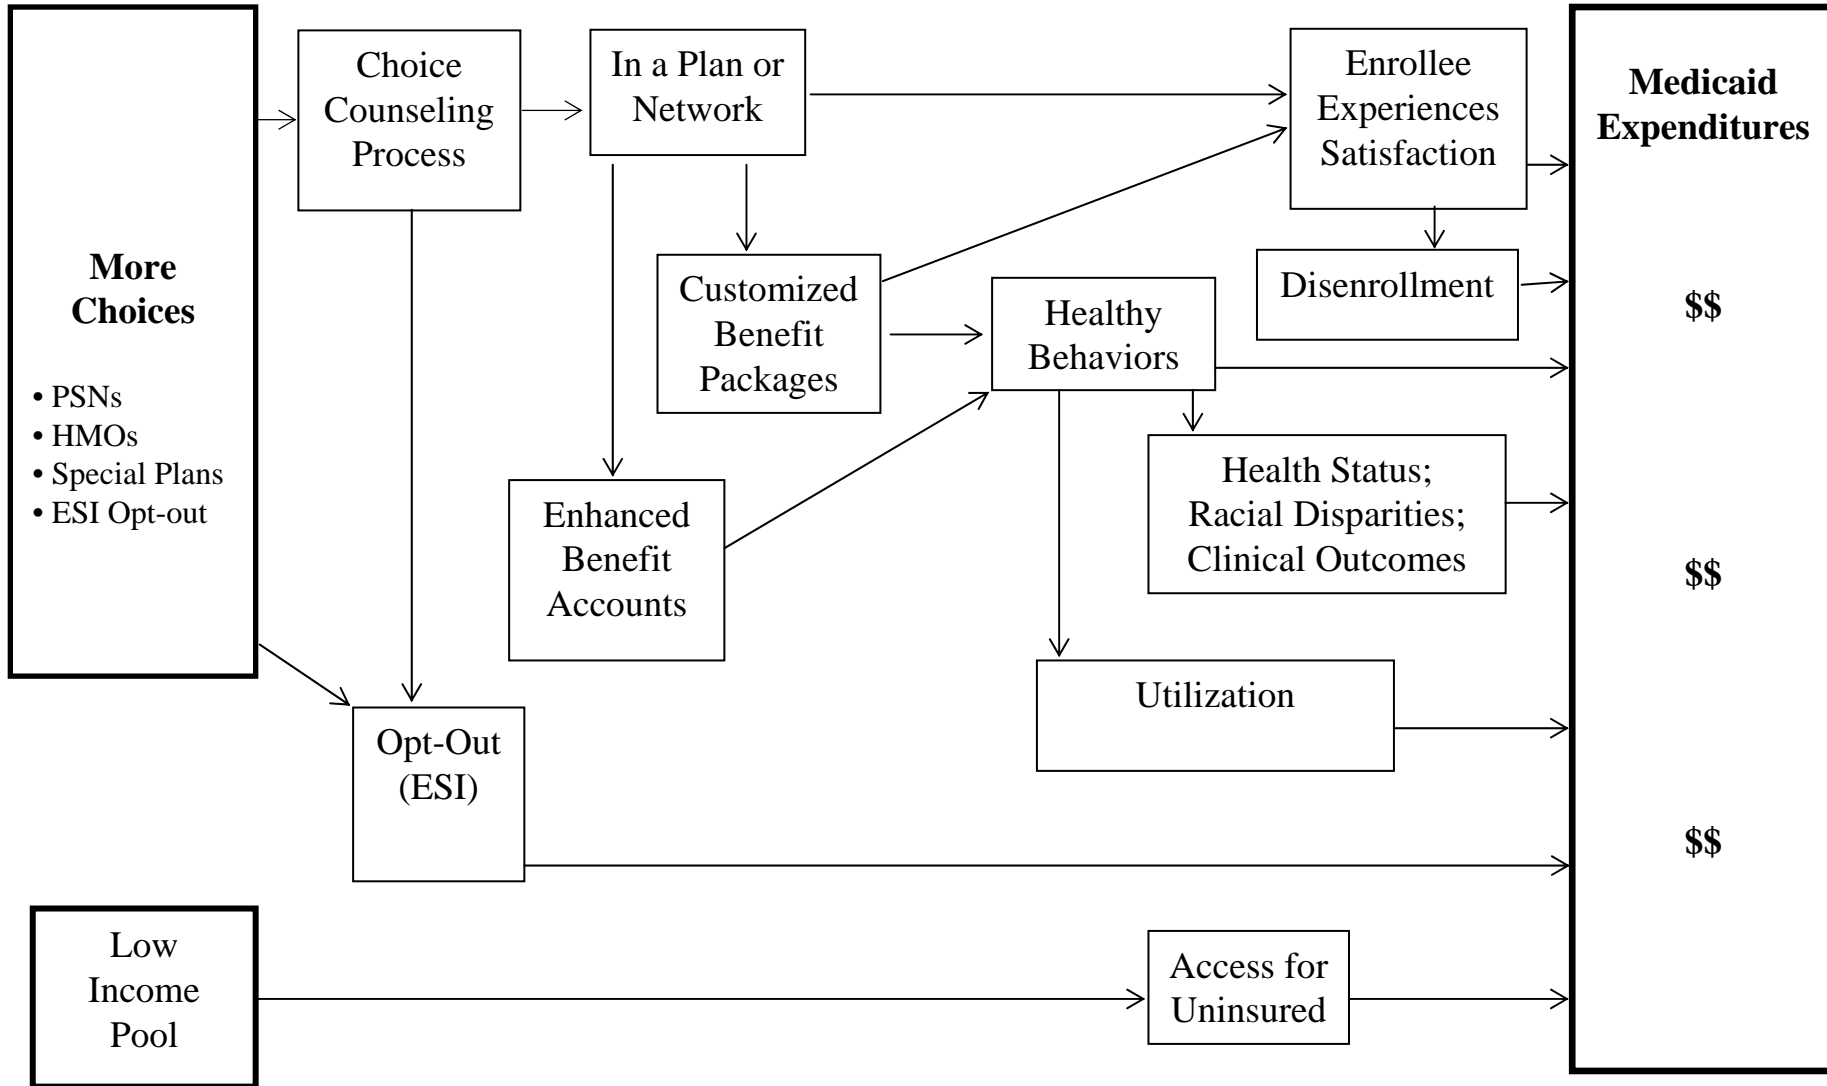 More
Choices
• PSNs
• HMOs
• Special Plans
• ESI Opt-out
Choice
Counseling
Process
In a Plan or
Network
Customized
Benefit
Packages
Enhanced
Benefit
Accounts
Opt-Out
(ESI)
Healthy
Behaviors
Enrollee
Experiences
Satisfaction
Disenrollment
Health Status;
Racial Disparities;
Clinical Outcomes
Utilization
Low
Income
Pool
Access for
Uninsured
Medicaid
Expenditures
$$
$$
$$